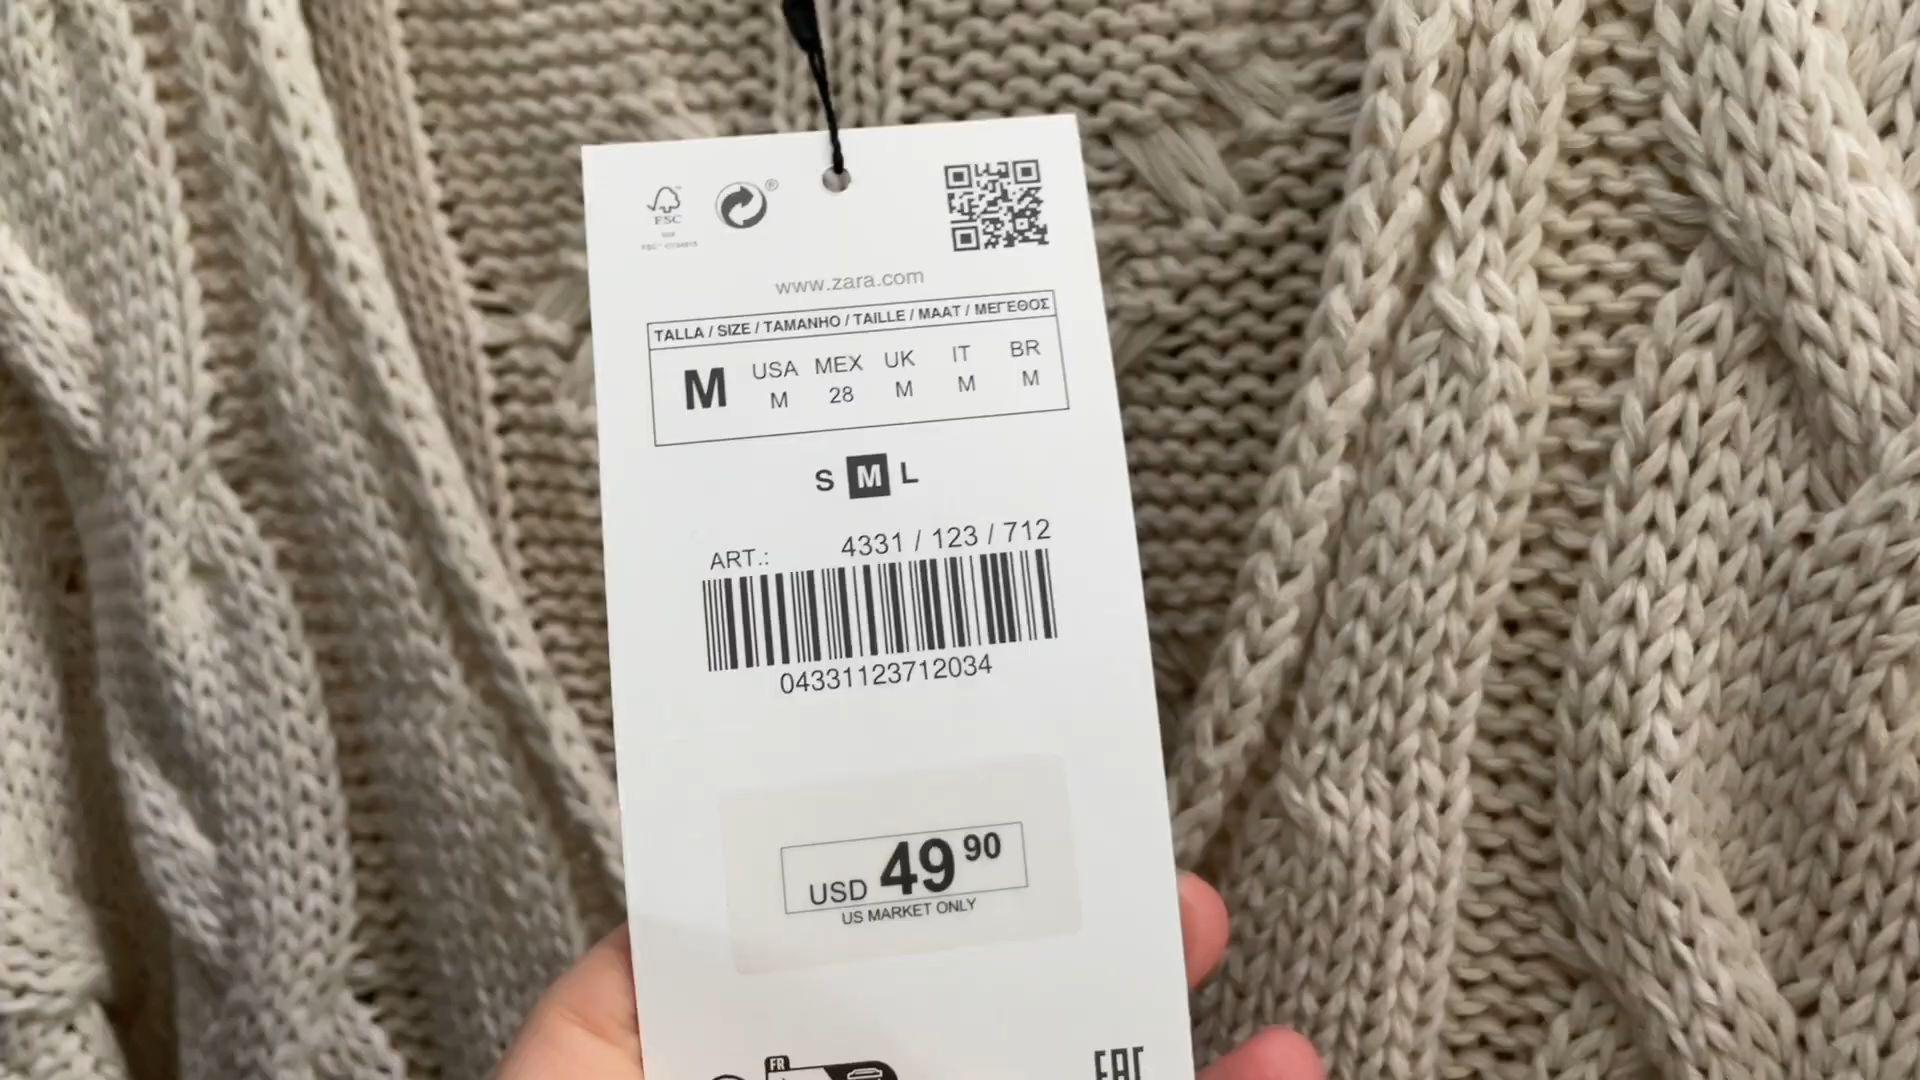 FSC
®
www.zara.com
TALLA / SIZE / TAMANHO / TAILLE / MAAT / ΜΕΓΕΘΟΣ
M USA MEX UK IT BR
M 28 M M M
S M L
ART.: 4331 / 123 / 712
04331123712034
USD 49 90
US MARKET ONLY
FR
EAC